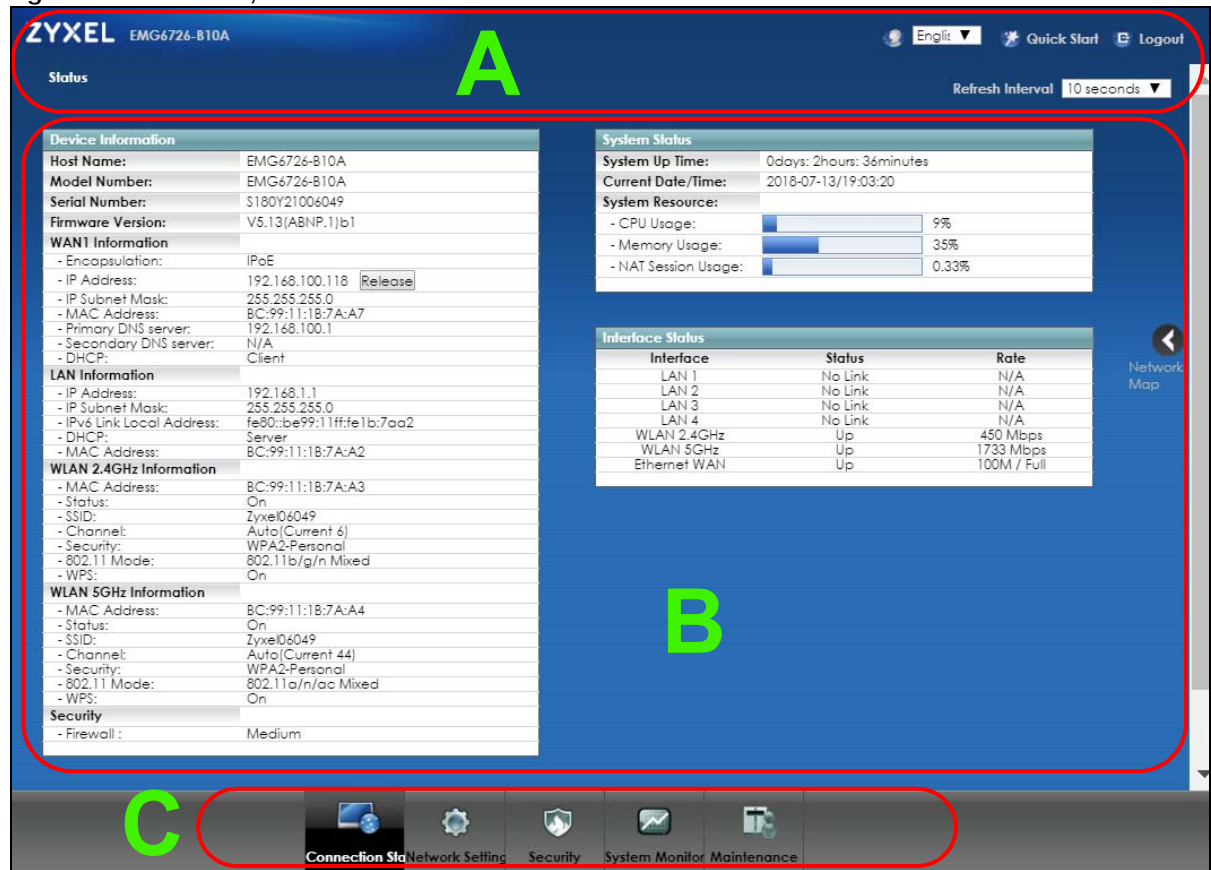 ZYXEL EMG6726-B10A
Englis ▼ Quick Start Logout
A
Status
Refresh Interval 10 seconds ▼
Device Information
Host Name: EMG6726-B10A
Model Number: EMG6726-B10A
Serial Number: S180Y21006049
Firmware Version: V5.13(ABNP.1)b1
WAN1 Information
- Encapsulation: IPoE
- IP Address: 192.168.100.118 Release
- IP Subnet Mask: 255.255.255.0
- MAC Address: BC:99:11:1B:7A:A7
- Primary DNS server: 192.168.100.1
- Secondary DNS server: N/A
- DHCP: Client
LAN Information
- IP Address: 192.168.1.1
- IP Subnet Mask: 255.255.255.0
- IPv6 Link Local Address: fe80::be99:11ff:fe1b:7aa2
- DHCP: Server
- MAC Address: BC:99:11:1B:7A:A2
WLAN 2.4GHz Information
- MAC Address: BC:99:11:1B:7A:A3
- Status: On
- SSID: Zyxel06049
- Channel: Auto(Current 6)
- Security: WPA2-Personal
- 802.11 Mode: 802.11b/g/n Mixed
- WPS: On
WLAN 5GHz Information
- MAC Address: BC:99:11:1B:7A:A4
- Status: On
- SSID: Zyxel06049
- Channel: Auto(Current 44)
- Security: WPA2-Personal
- 802.11 Mode: 802.11a/n/ac Mixed
- WPS: On
Security
- Firewall : Medium
System Status
System Up Time: 0days: 2hours: 36minutes
Current Date/Time: 2018-07-13/19:03:20
System Resource:
- CPU Usage: 9%
- Memory Usage: 35%
- NAT Session Usage: 0.33%
Interface Status
Interface Status Rate
LAN 1 No Link N/A
LAN 2 No Link N/A
LAN 3 No Link N/A
LAN 4 No Link N/A
WLAN 2.4GHz Up 450 Mbps
WLAN 5GHz Up 1733 Mbps
Ethernet WAN Up 100M / Full
Network
Map
B
C
Connection Sta Network Setting Security System Monitor Maintenance